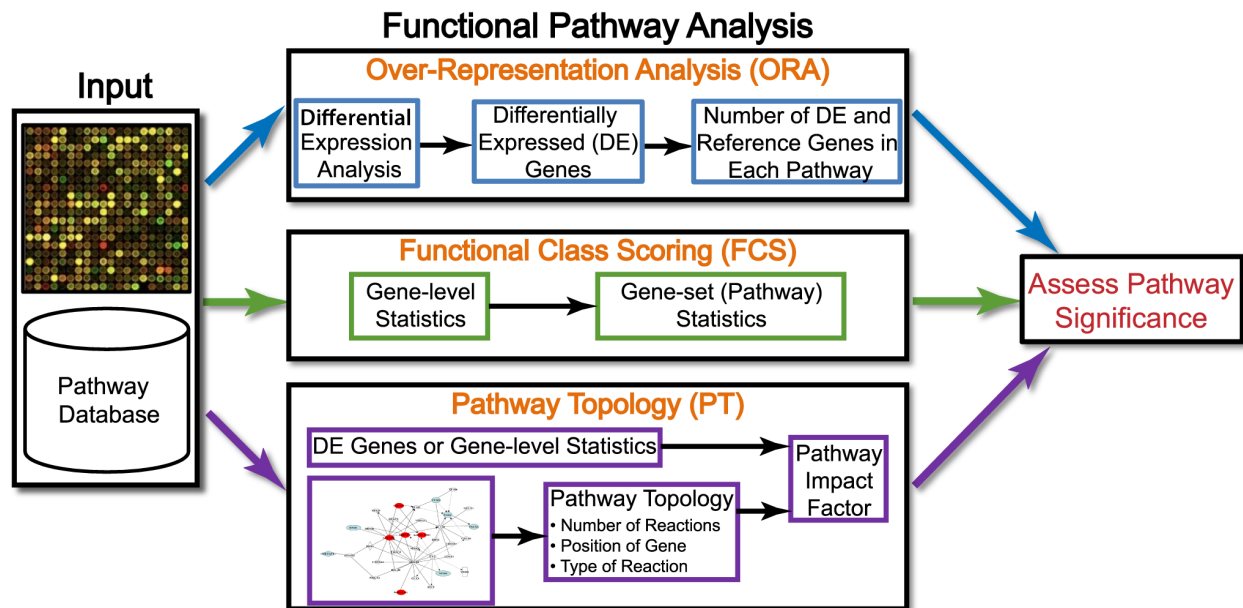 Functional Pathway Analysis
Input
Pathway
Database
Over-Representation Analysis (ORA)
Differential
Expression
Analysis
Differentially
Expressed (DE)
Genes
Number of DE and
Reference Genes in
Each Pathway
Functional Class Scoring (FCS)
Gene-level
Statistics
Gene-set (Pathway)
Statistics
Pathway Topology (PT)
DE Genes or Gene-level Statistics
Pathway Topology
• Number of Reactions
• Position of Gene
• Type of Reaction
Pathway
Impact
Factor
Assess Pathway
Significance